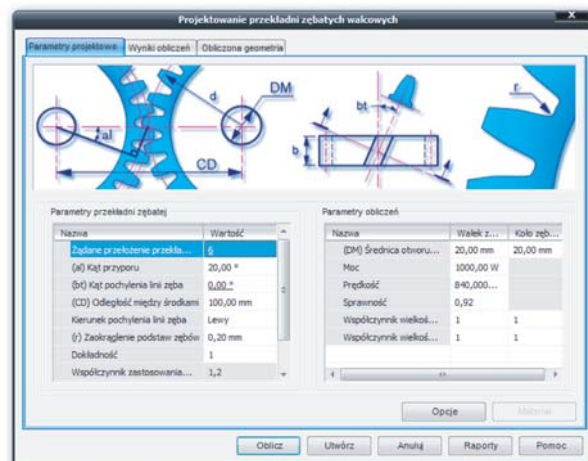 Projektowanie przekładni zębatych walcowych
X
Parametry projektowe Wyniki obliczeń Obliczona geometria
d
DM
al
CD
bt
b
r
Parametry przekładni zębatej
Nazwa Wartość
Żądane przełożenie przekła... 6
(al) Kąt przyporu 20,00 °
(bt) Kąt pochylenia linii zęba 0,00 °
(CD) Odległość między środkami 100,00 mm
Kierunek pochylenia linii zęba Lewy
(r) Zaokrąglenie podstaw zębów 0,20 mm
Dokładność 1
Współczynnik zastosowania... 1,2
Parametry obliczeń
Nazwa Wałek z... Koło zęb...
(DM) Średnica otworu... 20,00 mm 20,00 mm
Moc 1000,00 W
Prędkość 840,000...
Sprawność 0,92
Współczynnik wielkoś... 1 1
Współczynnik wielkoś... 1 1
Opcje Materiał
Oblicz Utwórz Anuluj Raporty Pomoc